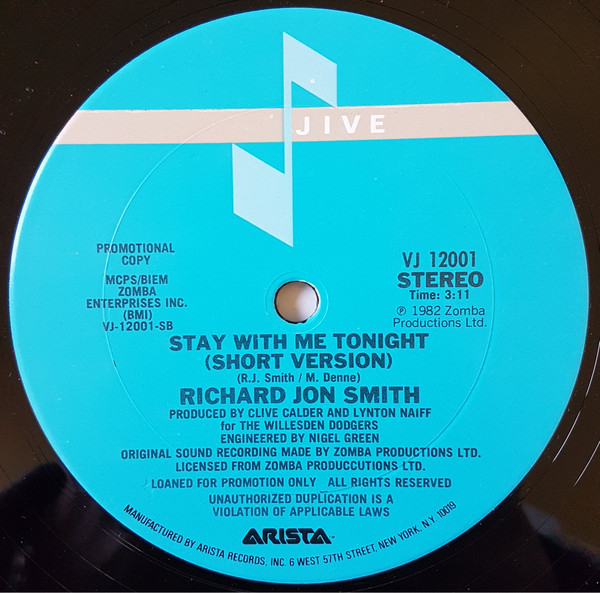 JIVE
PROMOTIONAL
COPY
MCPS/BIEM
ZOMBA
ENTERPRISES INC.
(BMI)
VJ-12001-SB
VJ 12001
STEREO
Time: 3:11
℗ 1982 Zomba
Productions Ltd.
STAY WITH ME TONIGHT
(SHORT VERSION)
(R.J. Smith / M. Denne)
RICHARD JON SMITH
PRODUCED BY CLIVE CALDER AND LYNTON NAIFF
for THE WILLESDEN DODGERS
ENGINEERED BY NIGEL GREEN
ORIGINAL SOUND RECORDING MADE BY ZOMBA PRODUCTIONS LTD.
LICENSED FROM ZOMBA PRODUCCUTIONS LTD.
LOANED FOR PROMOTION ONLY ALL RIGHTS RESERVED
UNAUTHORIZED DUPLICATION IS A
VIOLATION OF APPLICABLE LAWS
ARISTA™
MANUFACTURED BY ARISTA RECORDS, INC. 6 WEST 57TH STREET, NEW YORK, N.Y. 10019